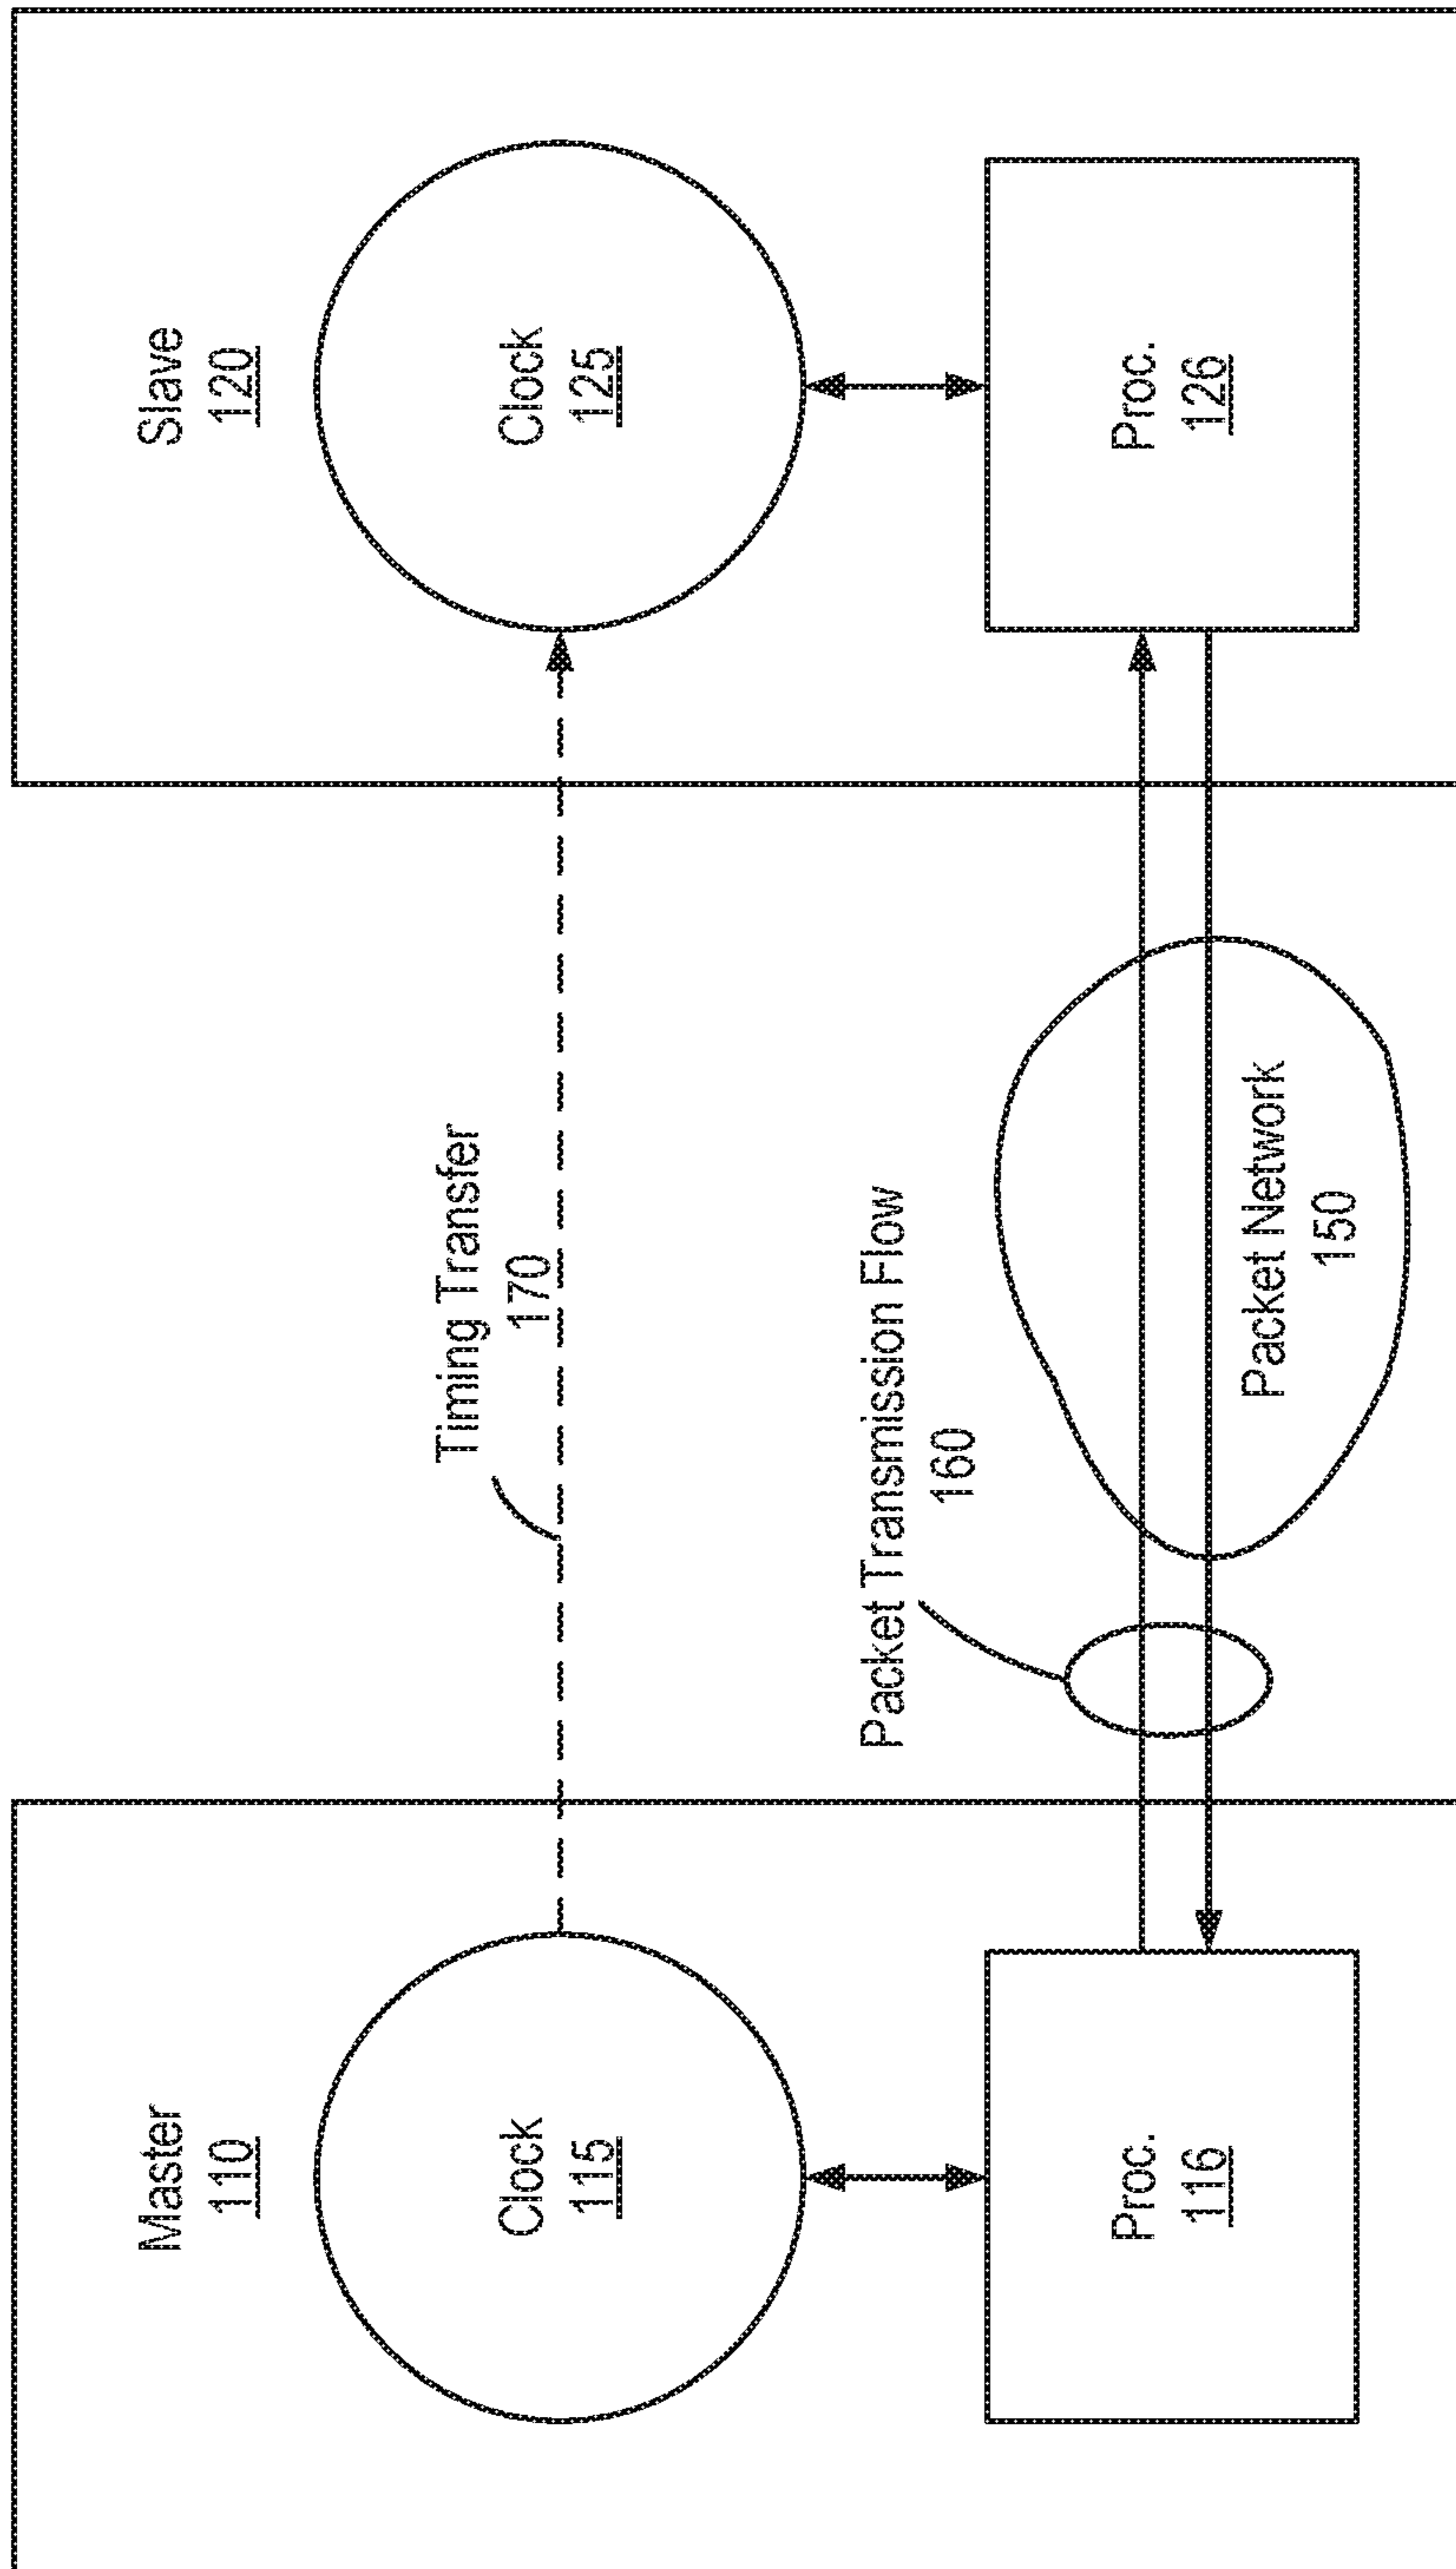 Master
110
Clock
115
Proc.
116
Timing Transfer
170
Packet Transmission Flow
160
Packet Network
150
Slave
120
Clock
125
Proc.
126